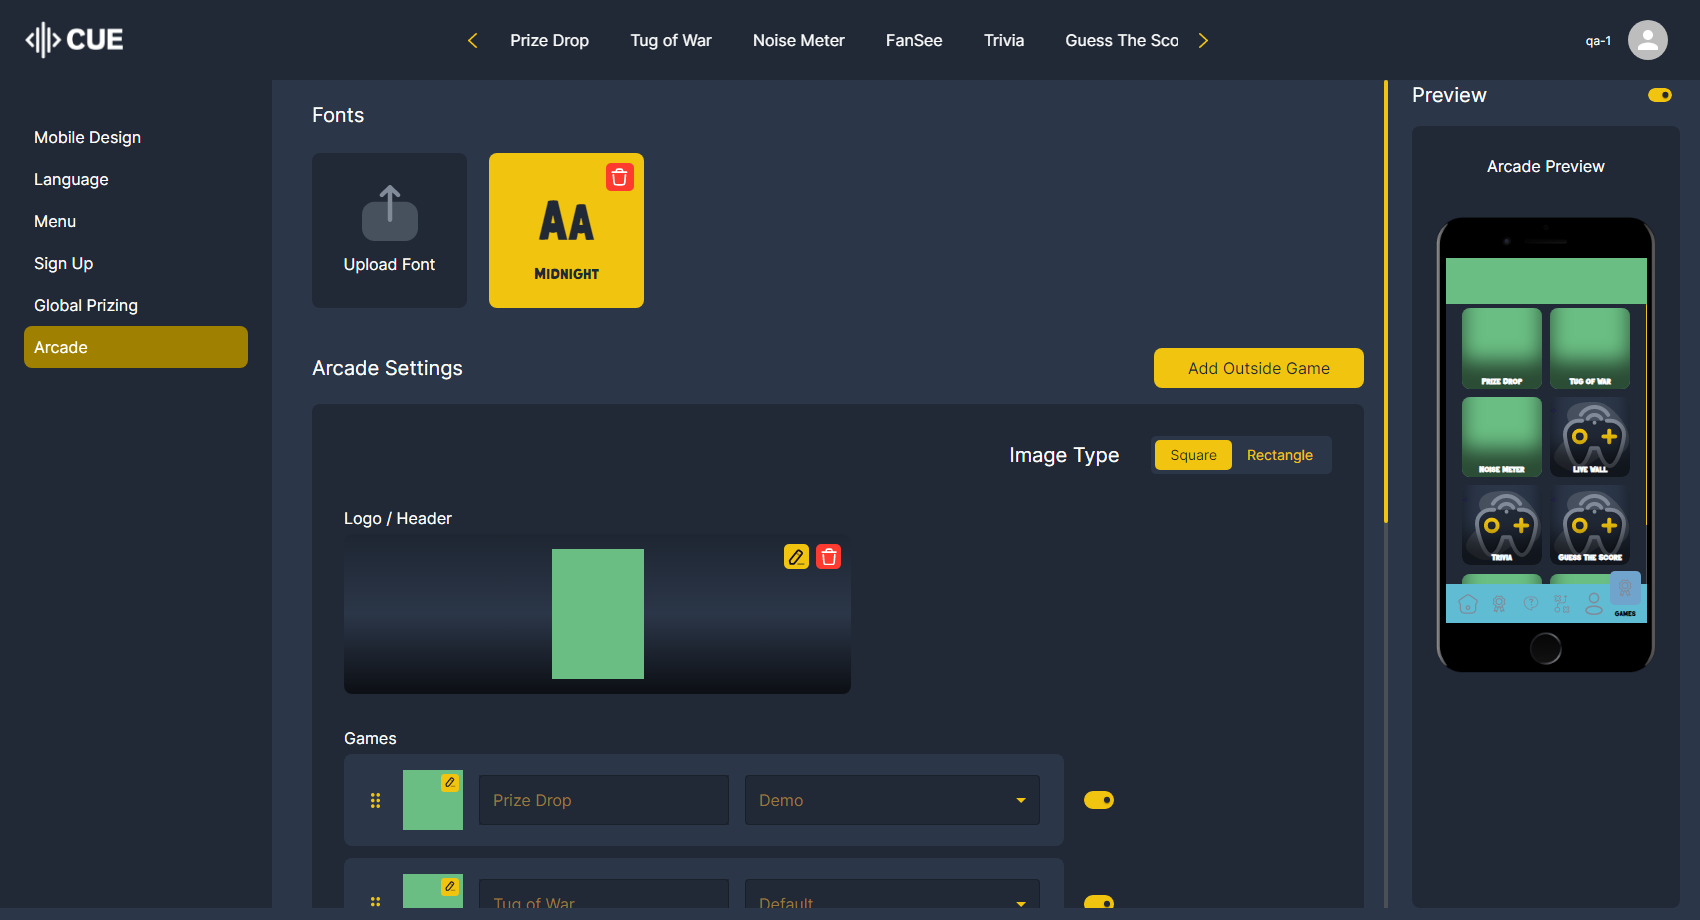 CUE
Prize Drop
Tug of War
Noise Meter
FanSee
Trivia
Guess The Sco
qa-1
Mobile Design
Language
Menu
Sign Up
Global Prizing
Arcade
Fonts
Upload Font
AA
MIDNIGHT
Arcade Settings
Add Outside Game
Image Type
Square
Rectangle
Logo / Header
Games
Prize Drop
Demo
Tug of War
Default
Preview
Arcade Preview
PRIZE DROP
TUG OF WAR
NOISE METER
LIVE WALL
TRIVIA
GUESS THE SCORE
GAMES